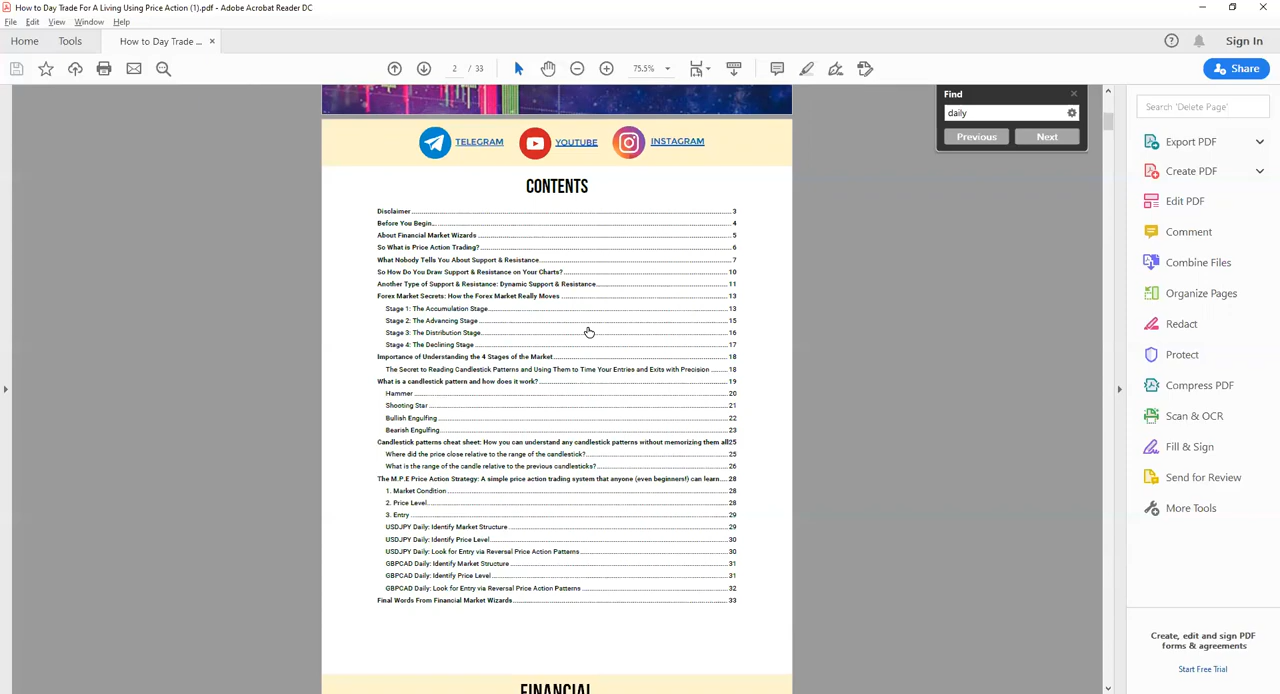 How to Day Trade For A Living Using Price Action (1).pdf - Adobe Acrobat Reader DC
File Edit View Window Help
Home Tools How to Day Trade ... × Sign In
2 / 33 75.5% Share
Find
daily
Previous Next
Search 'Delete Page'
Export PDF
Create PDF
Edit PDF
Comment
Combine Files
Organize Pages
Redact
Protect
Compress PDF
Scan & OCR
Fill & Sign
Send for Review
More Tools
Create, edit and sign PDF
forms & agreements
Start Free Trial
TELEGRAM YOUTUBE INSTAGRAM
CONTENTS
Disclaimer 3
Before You Begin... 4
About Financial Market Wizards 5
So What is Price Action Trading? 6
What Nobody Tells You About Support & Resistance 7
So How Do You Draw Support & Resistance on Your Charts? 10
Another Type of Support & Resistance: Dynamic Support & Resistance 11
Forex Market Secrets: How the Forex Market Really Moves 13
Stage 1: The Accumulation Stage 13
Stage 2: The Advancing Stage 15
Stage 3: The Distribution Stage 16
Stage 4: The Declining Stage 17
Importance of Understanding the 4 Stages of the Market 18
The Secret to Reading Candlestick Patterns and Using Them to Time Your Entries and Exits with Precision 18
What is a candlestick pattern and how does it work? 19
Hammer 20
Shooting Star 21
Bullish Engulfing 22
Bearish Engulfing 23
Candlestick patterns cheat sheet: How you can understand any candlestick patterns without memorizing them all25
Where did the price close relative to the range of the candlestick? 25
What is the range of the candle relative to the previous candlesticks? 26
The M.P.E Price Action Strategy: A simple price action trading system that anyone (even beginners!) can learn 28
1. Market Condition 28
2. Price Level 28
3. Entry 29
USDJPY Daily: Identify Market Structure 29
USDJPY Daily: Identify Price Level 30
USDJPY Daily: Look for Entry via Reversal Price Action Patterns 30
GBPCAD Daily: Identify Market Structure 31
GBPCAD Daily: Identify Price Level 31
GBPCAD Daily: Look for Entry via Reversal Price Action Patterns 32
Final Words From Financial Market Wizards 33
FINANCIAL